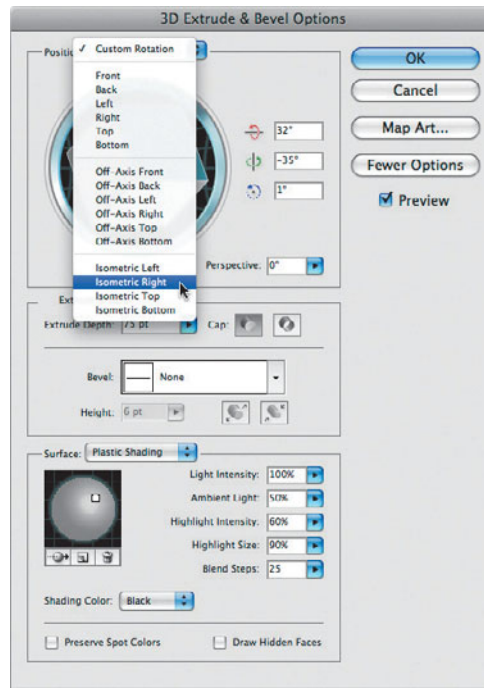 3D Extrude & Bevel Options
✓ Custom Rotation
Front
Back
Left
Right
Top
Bottom
Off-Axis Front
Off-Axis Back
Off-Axis Left
Off-Axis Right
Off-Axis Top
Off-Axis Bottom
Isometric Left
Isometric Right
Isometric Top
Isometric Bottom
OK
Cancel
Map Art...
Fewer Options
Preview
32°
-35°
1°
Perspective: 0°
Extrude Depth: 75 pt Cap:
Bevel: None
Height: 6 pt
Surface: Plastic Shading
Light Intensity: 100%
Ambient Light: 50%
Highlight Intensity: 60%
Highlight Size: 90%
Blend Steps: 25
Shading Color: Black
Preserve Spot Colors Draw Hidden Faces